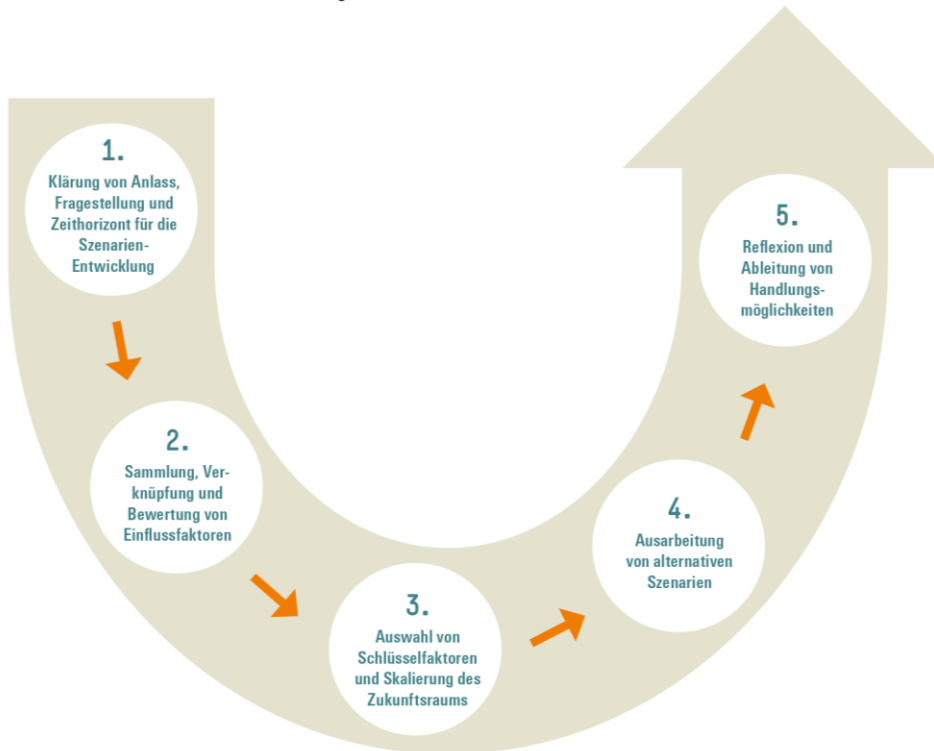 1.
Klärung von Anlass,
Fragestellung und
Zeithorizont für die
Szenarien-
Entwicklung
2.
Sammlung, Ver-
knüpfung und
Bewertung von
Einflussfaktoren
3.
Auswahl von
Schlüsselfaktoren
und Skalierung des
Zukunftsraums
4.
Ausarbeitung
von alternativen
Szenarien
5.
Reflexion und
Ableitung von
Handlungs-
möglichkeiten